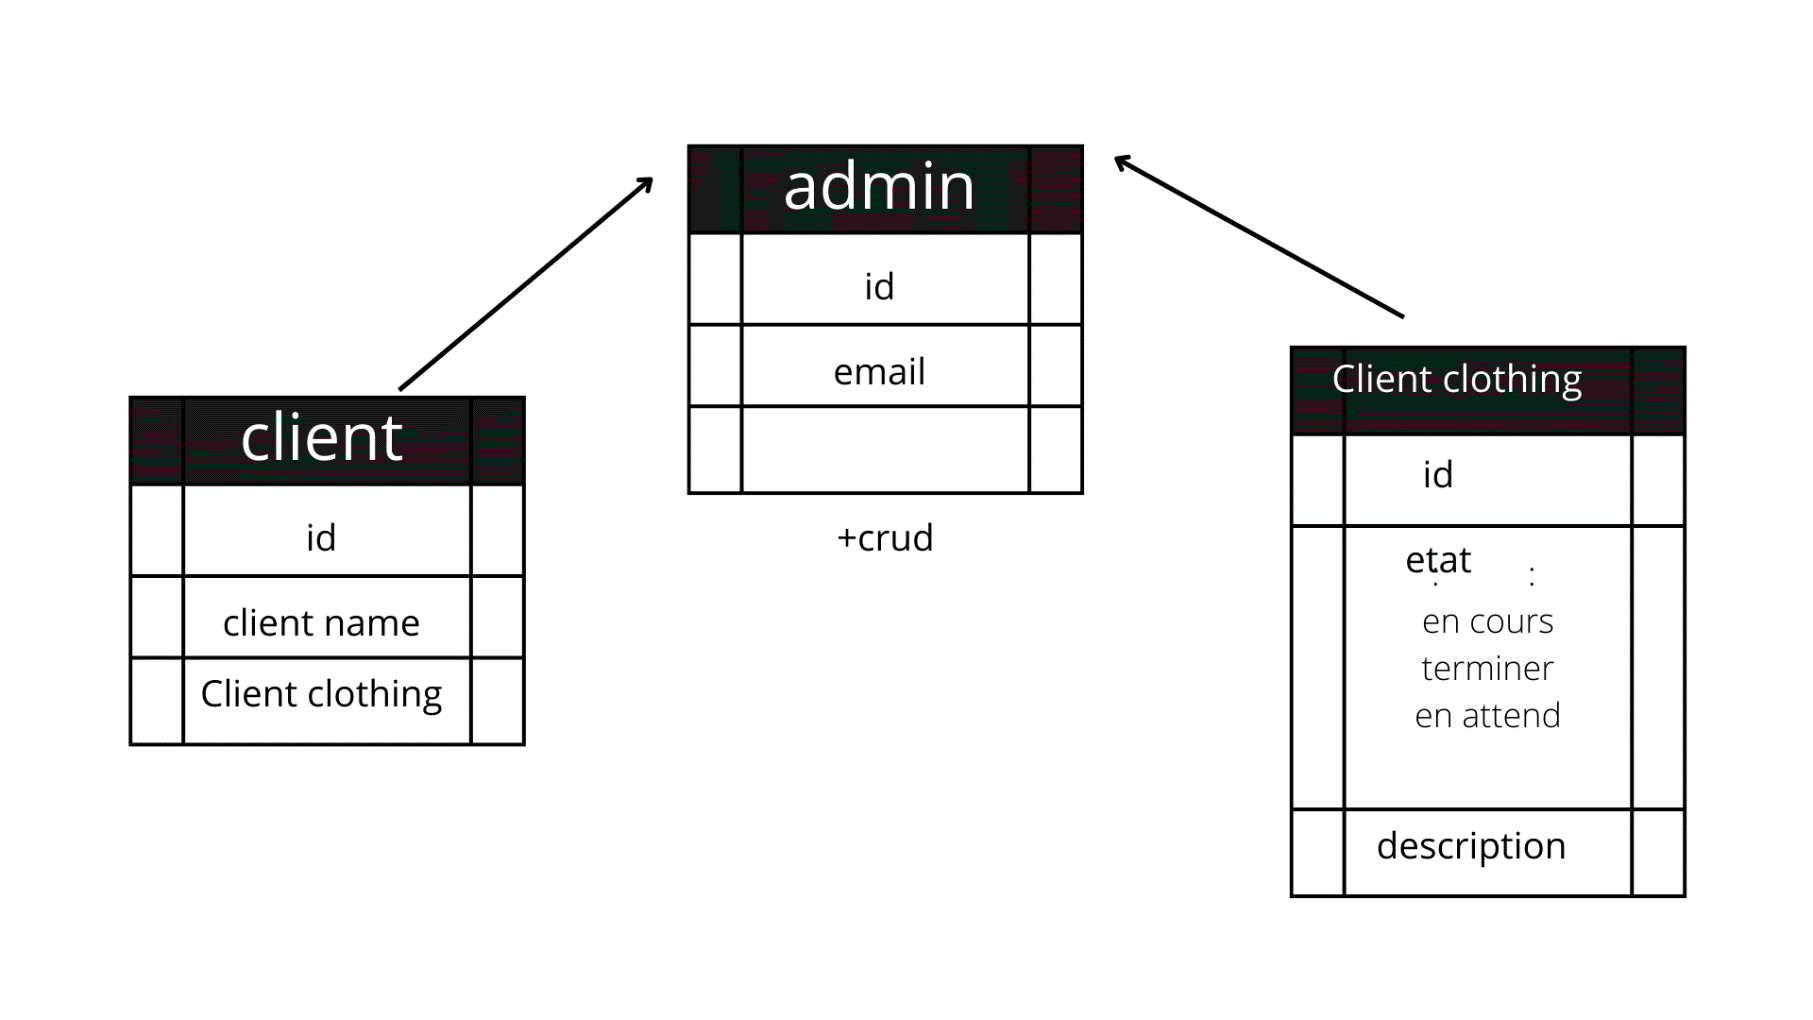 admin
id
email
+crud
client
id
client name
Client clothing
Client clothing
id
etat
: :
en cours
terminer
en attend
description